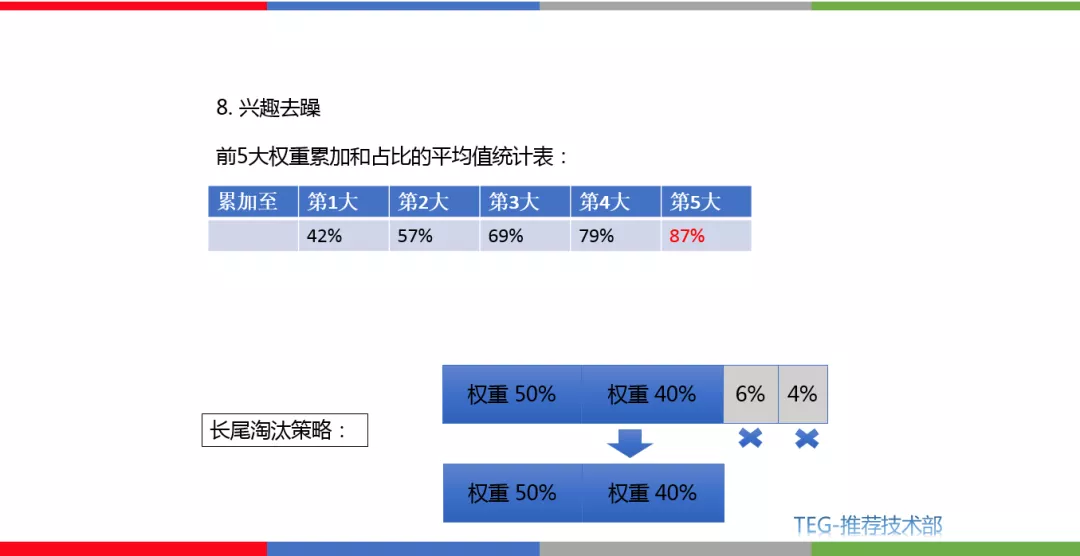 8. 兴趣去躁
前5大权重累加和占比的平均值统计表：
累加至 第1大 第2大 第3大 第4大 第5大
42% 57% 69% 79% 87%
权重 50% 权重 40% 6% 4%
长尾淘汰策略：
权重 50% 权重 40%
TEG-推荐技术部